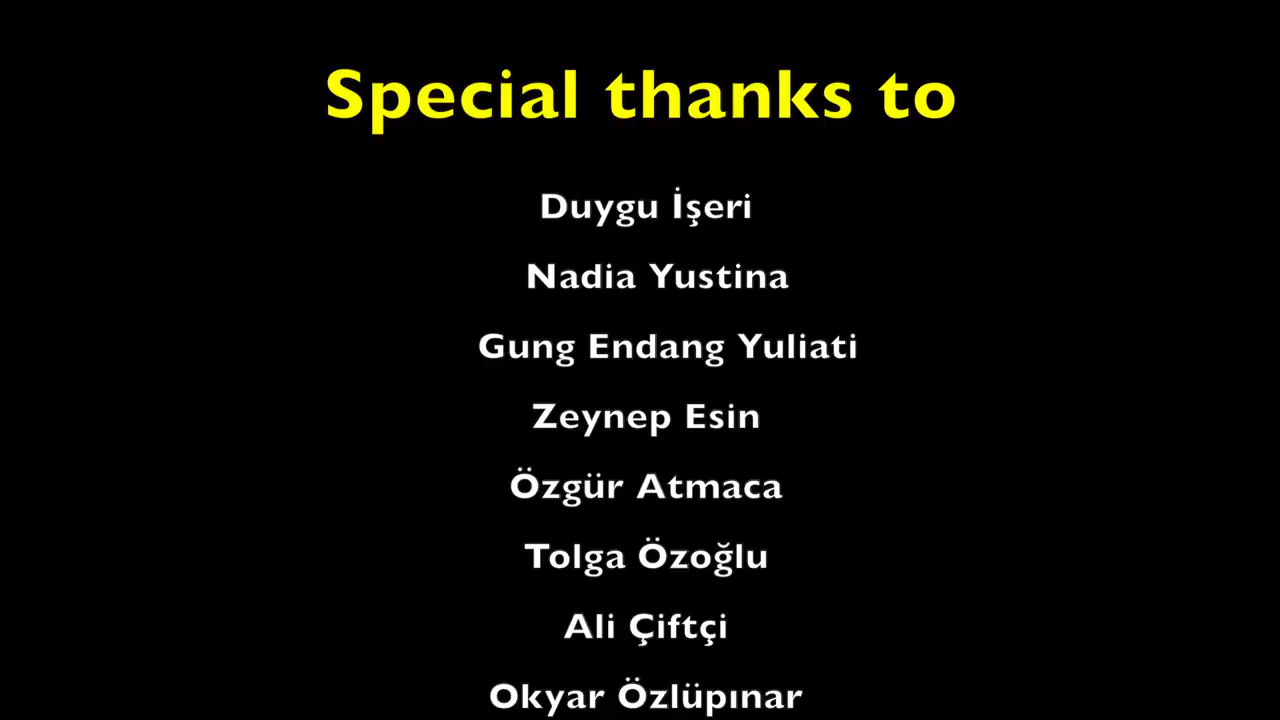 Special thanks to
Duygu İşeri
Nadia Yustina
Gung Endang Yuliati
Zeynep Esin
Özgür Atmaca
Tolga Özoğlu
Ali Çiftçi
Okyar Özlüpınar